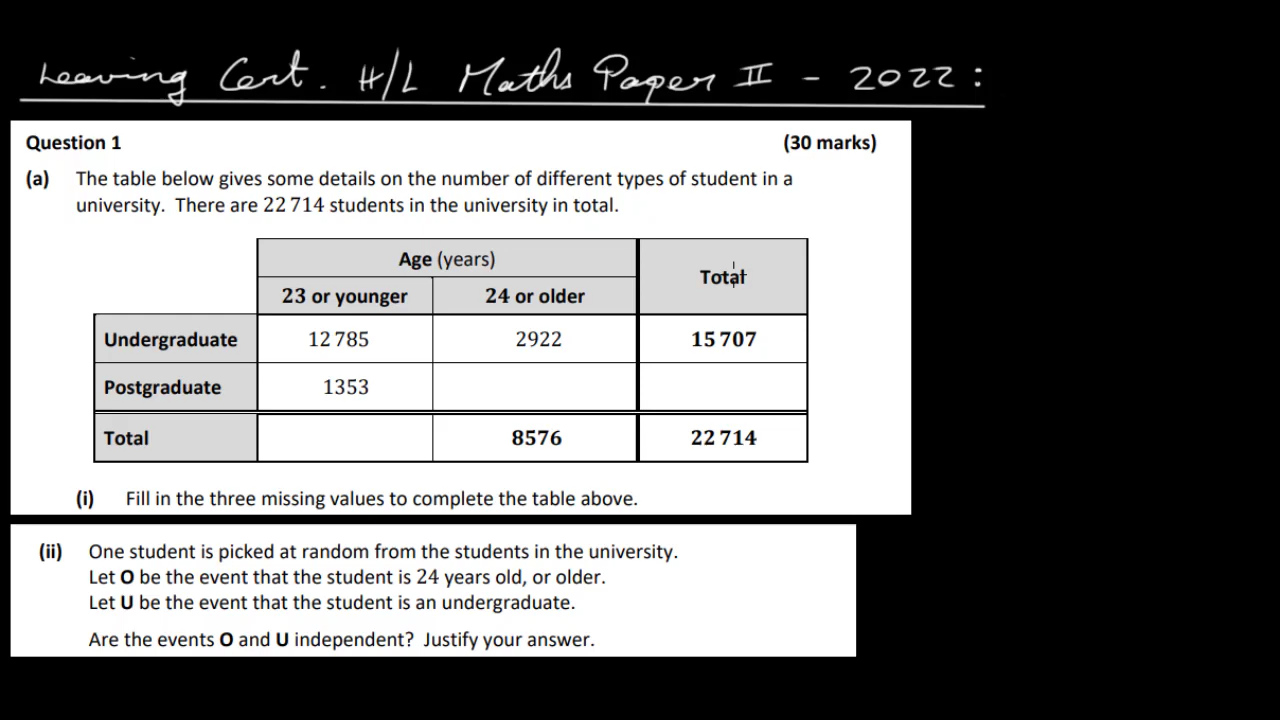 Leaving Cert. H/L Maths Paper II - 2022:
Question 1 (30 marks)
(a) The table below gives some details on the number of different types of student in a
university. There are 22 714 students in the university in total.
Age (years)
Total
23 or younger 24 or older
Undergraduate 12 785 2922 15 707
Postgraduate 1353
Total 8576 22 714
(i) Fill in the three missing values to complete the table above.
(ii) One student is picked at random from the students in the university.
Let O be the event that the student is 24 years old, or older.
Let U be the event that the student is an undergraduate.
Are the events O and U independent? Justify your answer.